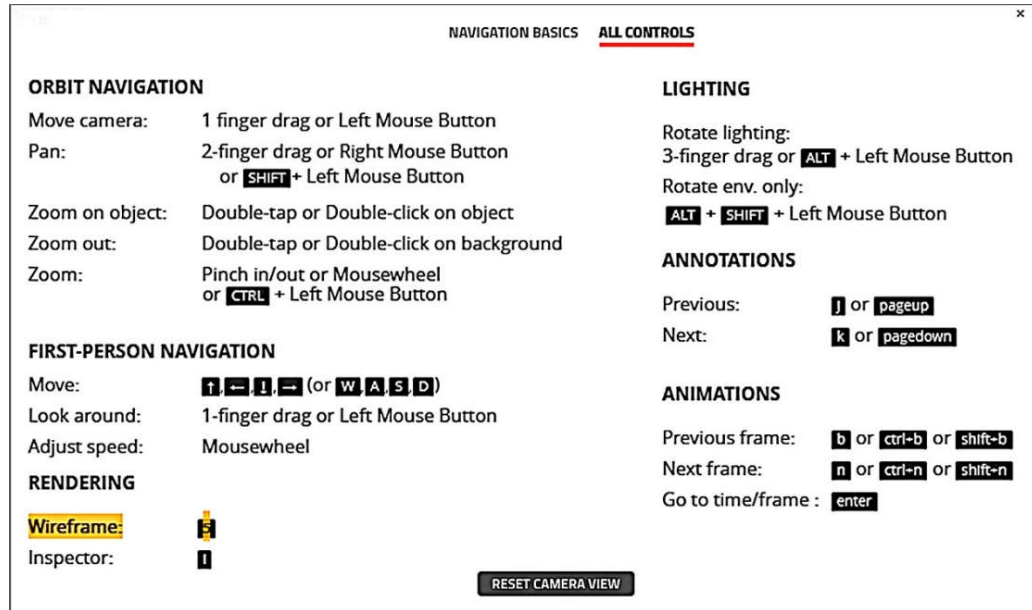 ×
NAVIGATION BASICS ALL CONTROLS
ORBIT NAVIGATION
Move camera: 1 finger drag or Left Mouse Button
Pan: 2-finger drag or Right Mouse Button
or SHIFT + Left Mouse Button
Zoom on object: Double-tap or Double-click on object
Zoom out: Double-tap or Double-click on background
Zoom: Pinch in/out or Mousewheel
or CTRL + Left Mouse Button
FIRST-PERSON NAVIGATION
Move: ↑,←,↓,→ (or W,A,S,D)
Look around: 1-finger drag or Left Mouse Button
Adjust speed: Mousewheel
RENDERING
Wireframe: 5
Inspector: I
LIGHTING
Rotate lighting:
3-finger drag or ALT + Left Mouse Button
Rotate env. only:
ALT + SHIFT + Left Mouse Button
ANNOTATIONS
Previous: J or pageup
Next: k or pagedown
ANIMATIONS
Previous frame: b or ctrl+b or shift+b
Next frame: n or ctrl+n or shift+n
Go to time/frame : enter
RESET CAMERA VIEW